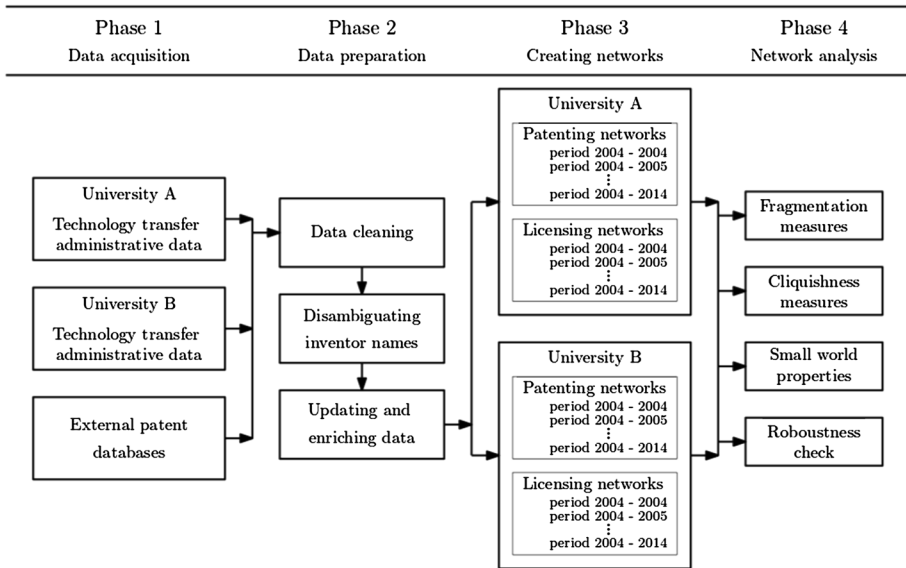 Phase 1
Data acquisition
Phase 2
Data preparation
Phase 3
Creating networks
Phase 4
Network analysis
University A
Technology transfer
administrative data
University B
Technology transfer
administrative data
External patent
databases
Data cleaning
Disambiguating
inventor names
Updating and
enriching data
University A
Patenting networks
period 2004 - 2004
period 2004 - 2005
⋮
period 2004 - 2014
Licensing networks
period 2004 - 2004
period 2004 - 2005
⋮
period 2004 - 2014
University B
Patenting networks
period 2004 - 2004
period 2004 - 2005
⋮
period 2004 - 2014
Licensing networks
period 2004 - 2004
period 2004 - 2005
⋮
period 2004 - 2014
Fragmentation
measures
Cliquishness
measures
Small world
properties
Roboustness
check